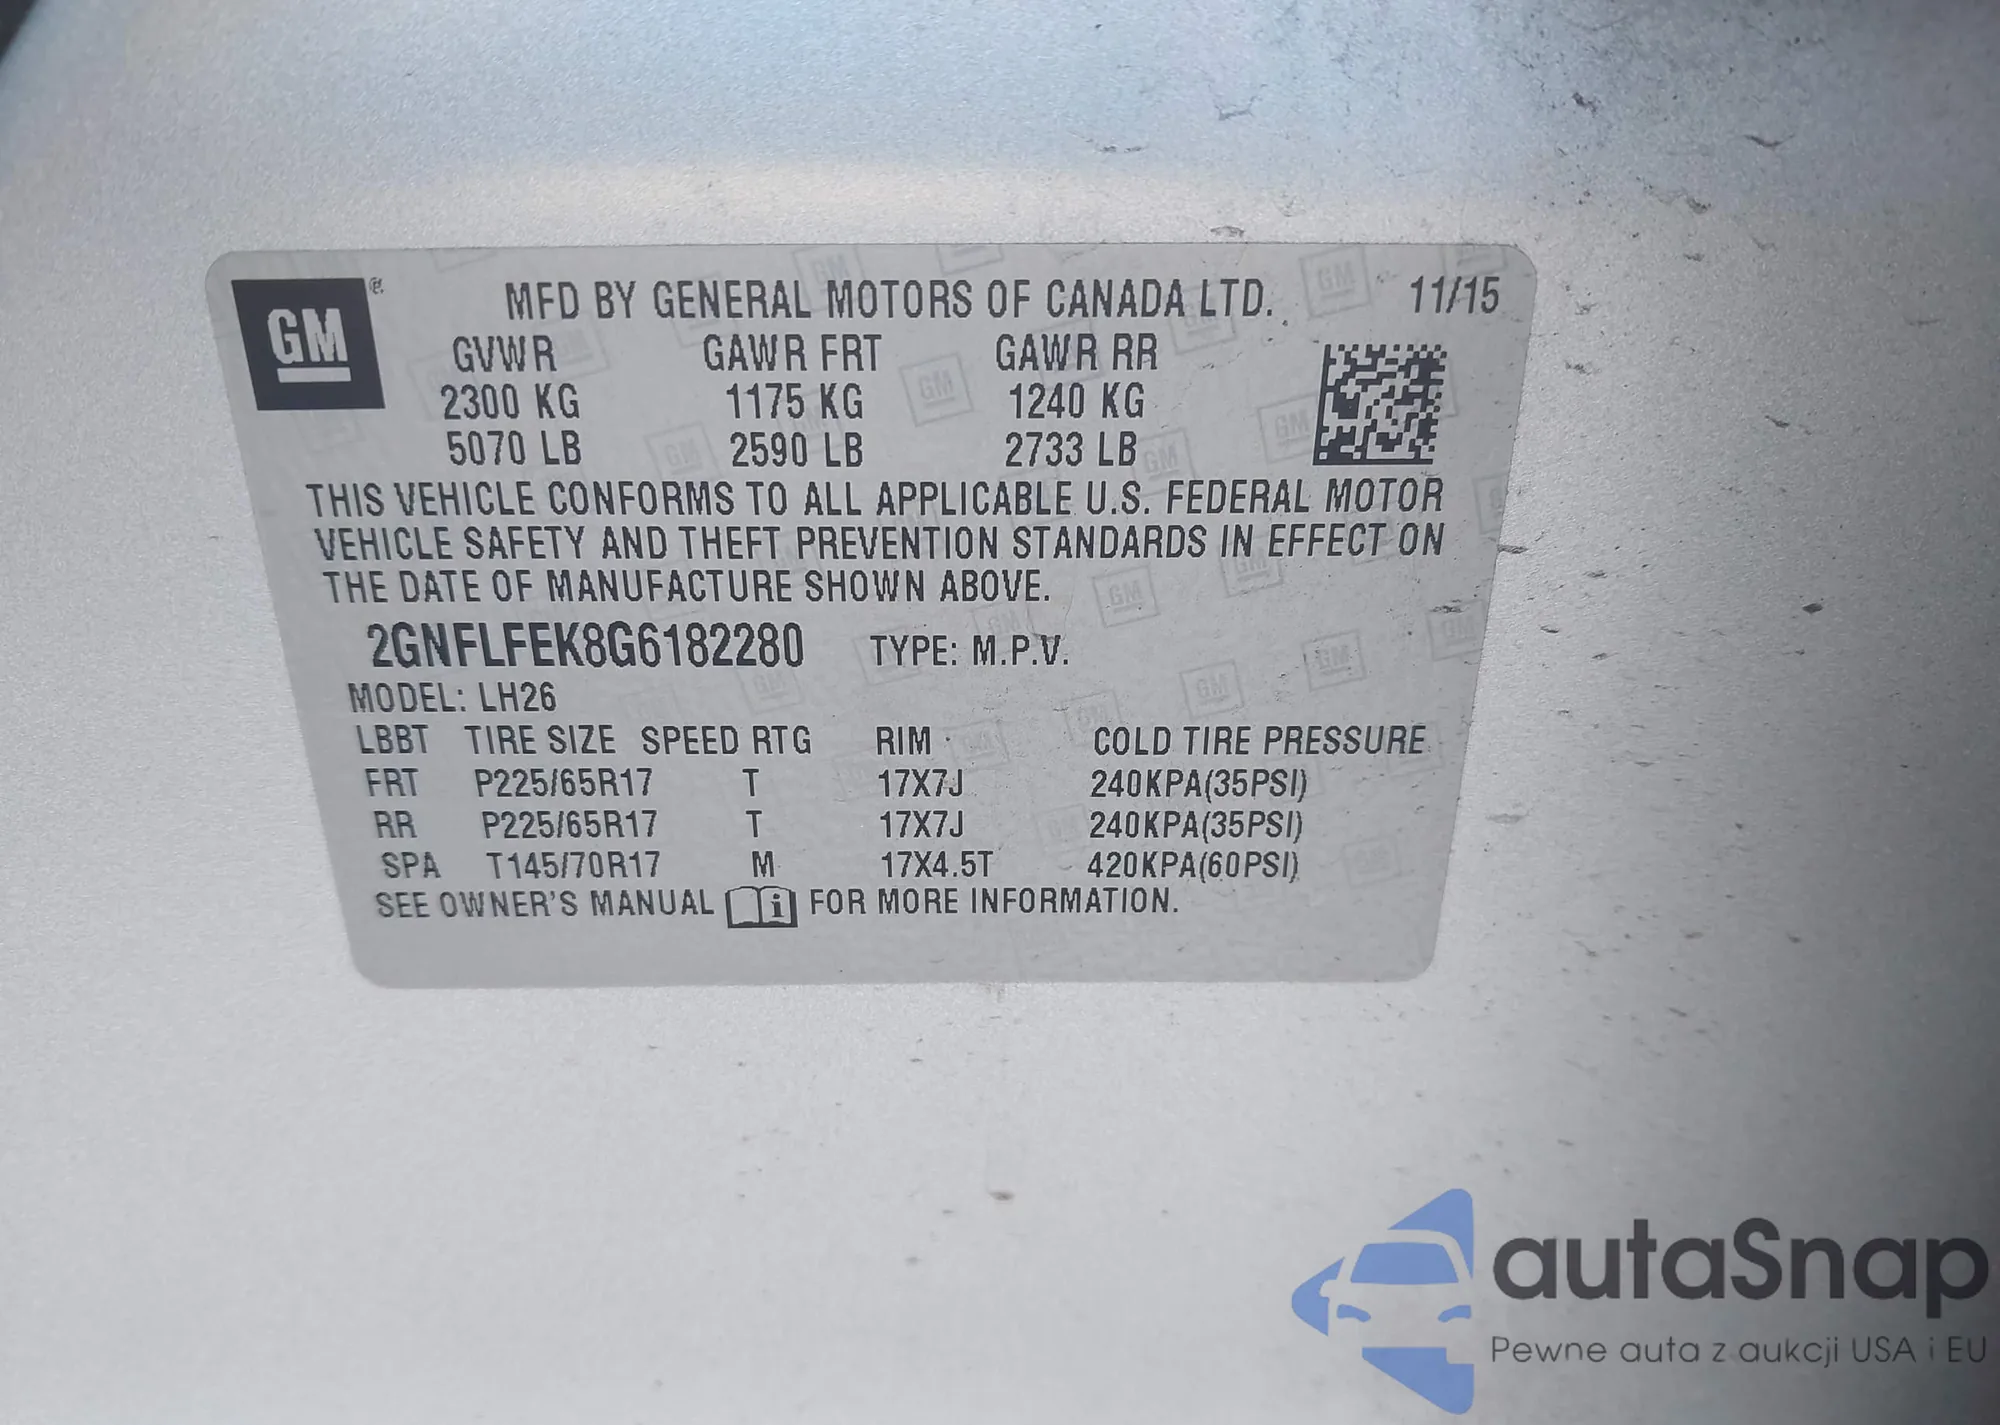 GM
MFD BY GENERAL MOTORS OF CANADA LTD. 11/15
GVWR GAWR FRT GAWR RR
2300 KG 1175 KG 1240 KG
5070 LB 2590 LB 2733 LB
THIS VEHICLE CONFORMS TO ALL APPLICABLE U.S. FEDERAL MOTOR
VEHICLE SAFETY AND THEFT PREVENTION STANDARDS IN EFFECT ON
THE DATE OF MANUFACTURE SHOWN ABOVE.
2GNFLFEK8G6182280 TYPE: M.P.V.
MODEL: LH26
LBBT TIRE SIZE SPEED RTG RIM COLD TIRE PRESSURE
FRT P225/65R17 T 17X7J 240KPA(35PSI)
RR P225/65R17 T 17X7J 240KPA(35PSI)
SPA T145/70R17 M 17X4.5T 420KPA(60PSI)
SEE OWNER'S MANUAL i FOR MORE INFORMATION.
autaSnap
Pewne auta z aukcji USA i EU